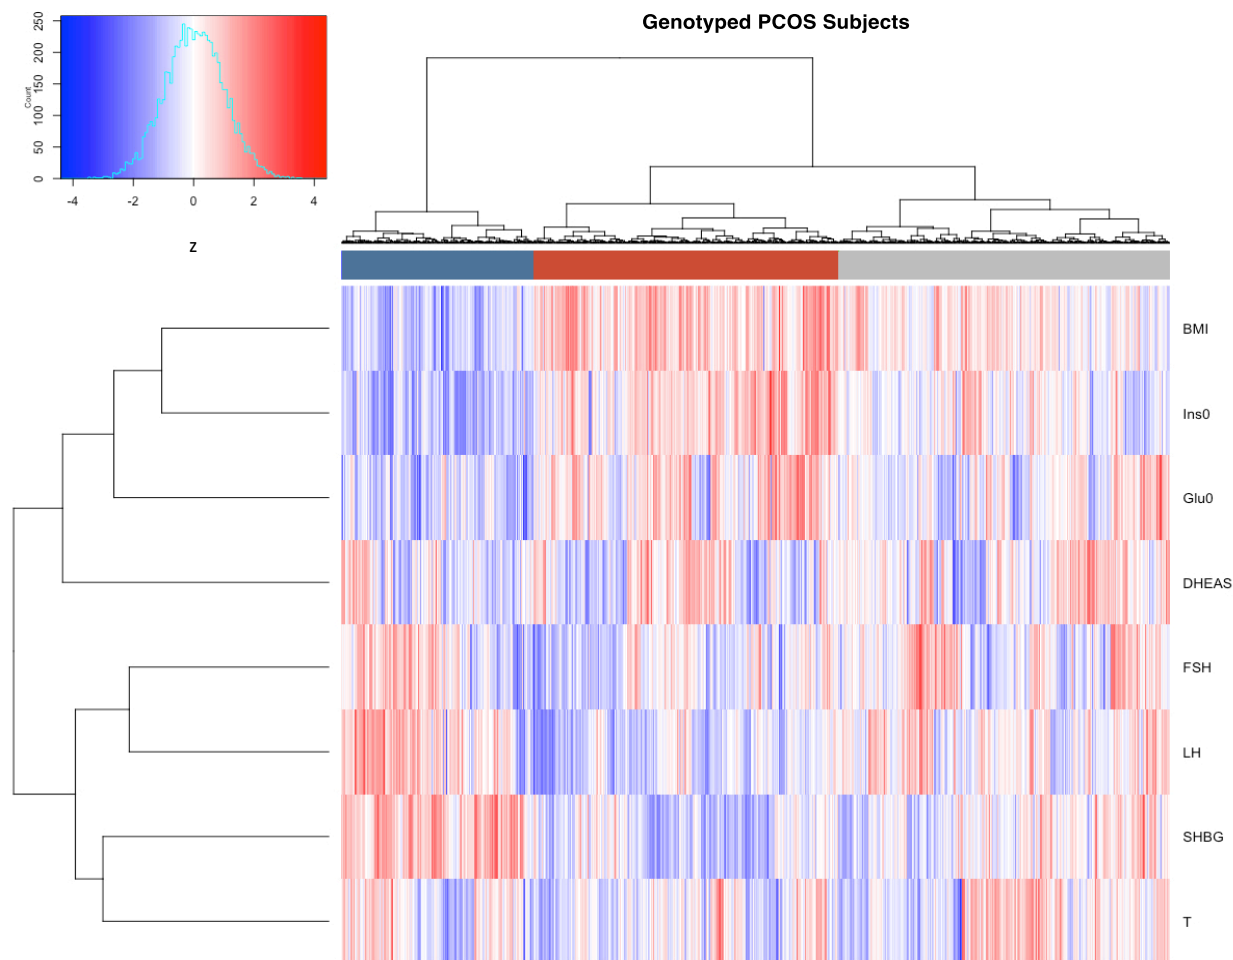 Genotyped PCOS Subjects
Count
250
200
150
100
50
0
-4 -2 0 2 4
z
BMI
Ins0
Glu0
DHEAS
FSH
LH
SHBG
T